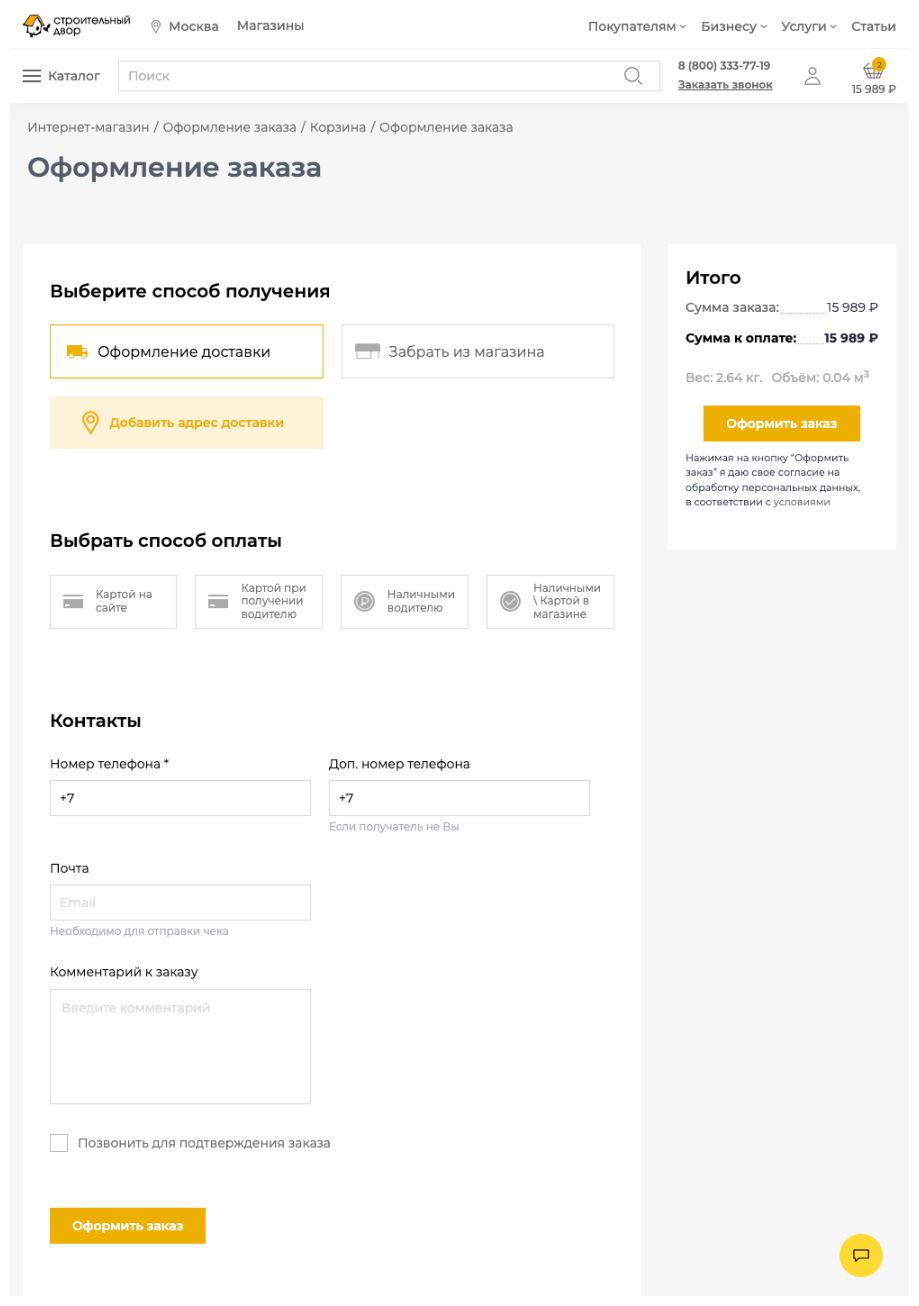 строительный
двор
Москва
Магазины
Покупателям
Бизнесу
Услуги
Статьи
Каталог
Поиск
8 (800) 333-77-19
Заказать звонок
2
15 989 ₽
Интернет-магазин / Оформление заказа / Корзина / Оформление заказа
Оформление заказа
Выберите способ получения
Оформление доставки
Забрать из магазина
Добавить адрес доставки
Выбрать способ оплаты
Картой на
сайте
Картой при
получении
водителю
Наличными
водителю
Наличными
\ Картой в
магазине
Контакты
Номер телефона *
Доп. номер телефона
+7
+7
Если получатель не Вы
Почта
Email
Необходимо для отправки чека
Комментарий к заказу
Введите комментарий
Позвонить для подтверждения заказа
Оформить заказ
Итого
Сумма заказа: 15 989 ₽
Сумма к оплате: 15 989 ₽
Вес: 2.64 кг. Объём: 0.04 м³
Оформить заказ
Нажимая на кнопку “Оформить
заказ” я даю свое согласие на
обработку персональных данных,
в соответствии с условиями